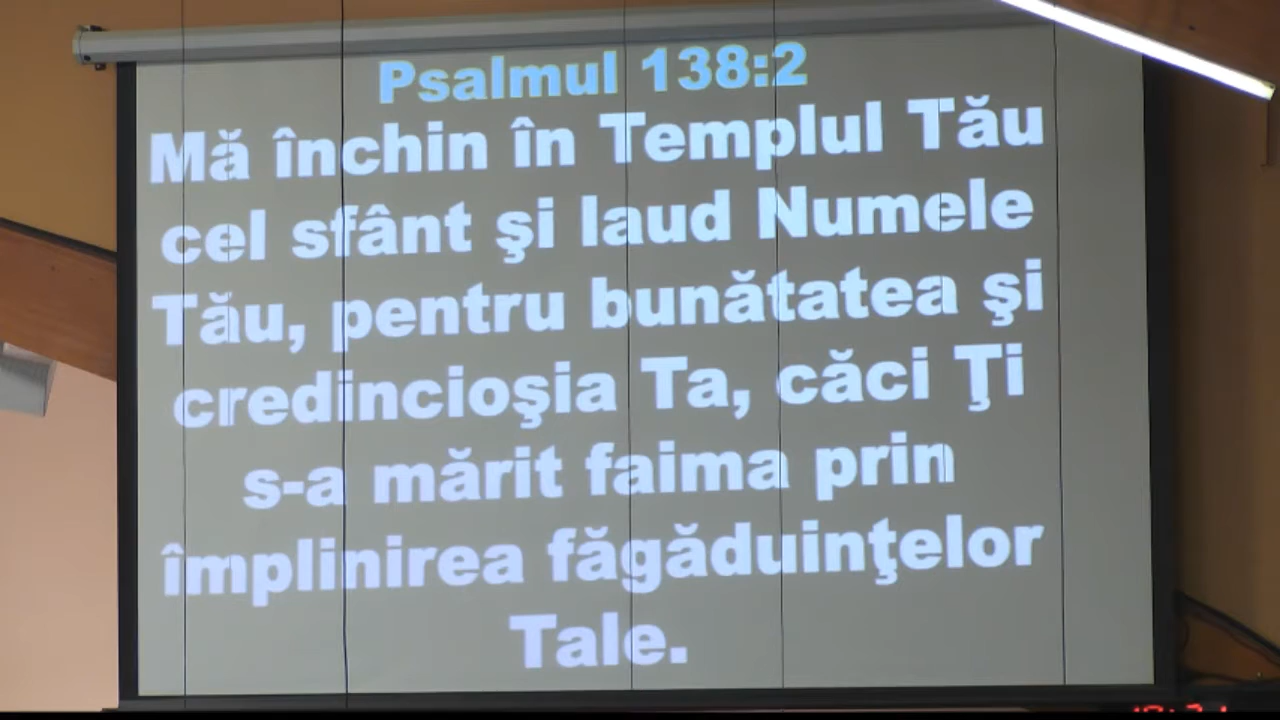 Psalmul 138:2
Mă închin în Templul Tău
cel sfânt şi laud Numele
Tău, pentru bunătatea şi
credincioşia Ta, căci Ţi
s-a mărit faima prin
împlinirea făgăduinţelor
Tale.